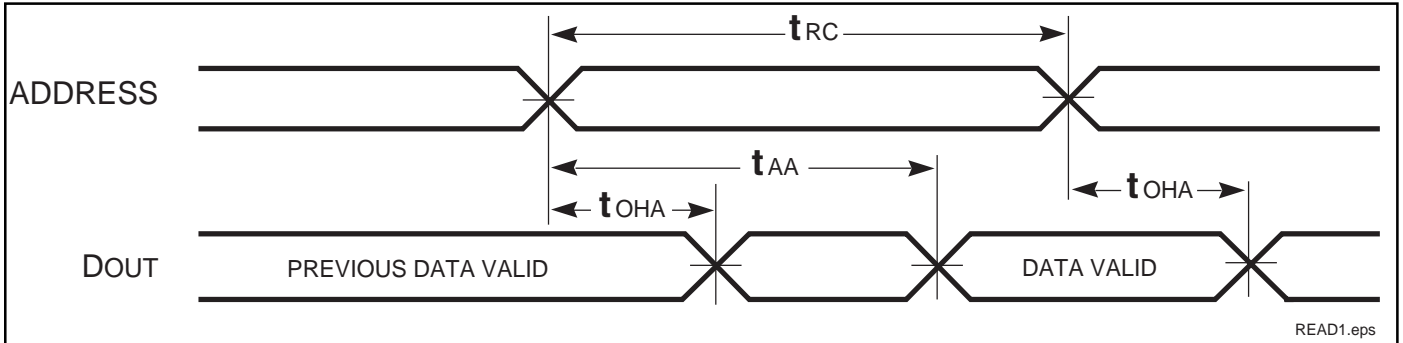 tRC
ADDRESS
tAA
tOHA
tOHA
DOUT
PREVIOUS DATA VALID
DATA VALID
READ1.eps